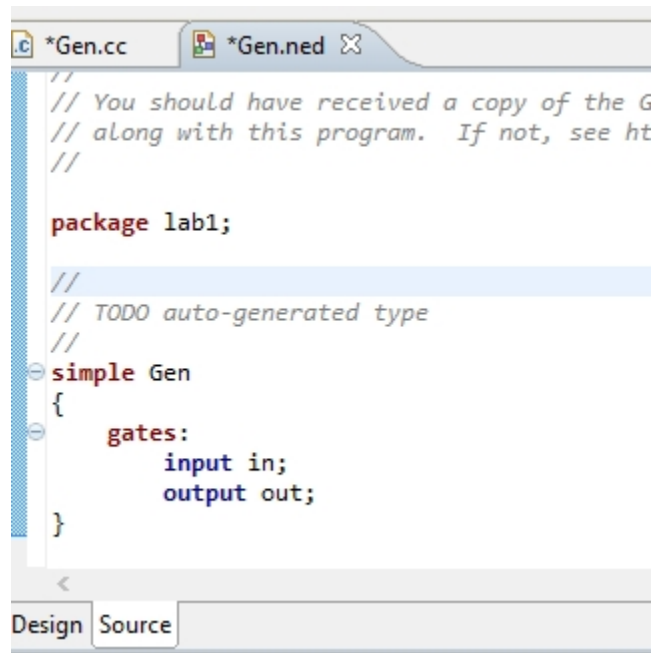 *Gen.cc *Gen.ned
//
// You should have received a copy of the G
// along with this program.  If not, see ht
//
package lab1;
//
// TODO auto-generated type
//
simple Gen
{
    gates:
        input in;
        output out;
}
Design Source